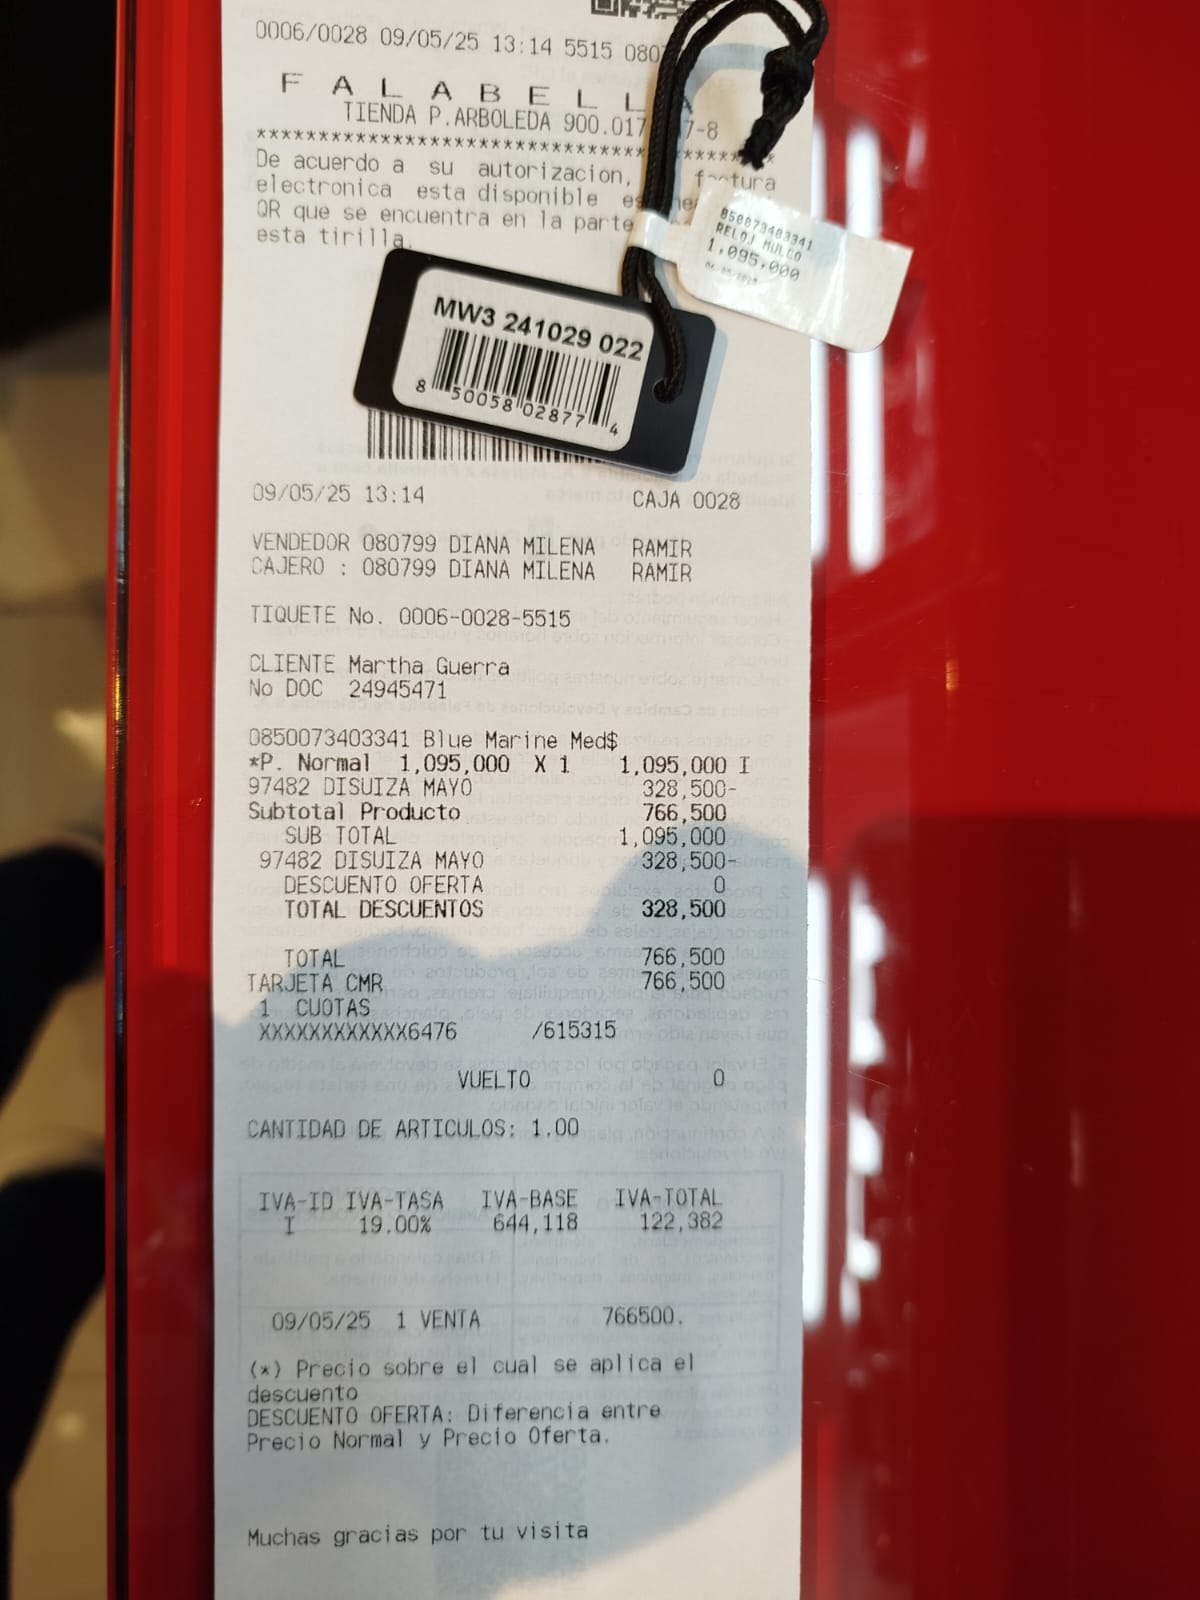 0006/0028 09/05/25 13:14 5515 080
F A L A B E L L A
TIENDA P.ARBOLEDA 900.017 7-8
De acuerdo a su autorizacion, factura
electronica esta disponible
QR que se encuentra en la parte
esta tirilla.
850073403341
RELOJ MULCO
1,095,000
MW3 241029 022
8 50058 02877 4
09/05/25 13:14 CAJA 0028
VENDEDOR 080799 DIANA MILENA RAMIR
CAJERO : 080799 DIANA MILENA RAMIR
TIQUETE No. 0006-0028-5515
CLIENTE Martha Guerra
No DOC 24945471
0850073403341 Blue Marine Med$
*P. Normal 1,095,000 X 1 1,095,000 I
97482 DISUIZA MAYO 328,500-
Subtotal Producto 766,500
SUB TOTAL 1,095,000
97482 DISUIZA MAYO 328,500-
DESCUENTO OFERTA 0
TOTAL DESCUENTOS 328,500
TOTAL 766,500
TARJETA CMR 766,500
1 CUOTAS
XXXXXXXXXXXX6476 /615315
VUELTO 0
CANTIDAD DE ARTICULOS: 1.00
IVA-ID IVA-TASA IVA-BASE IVA-TOTAL
I 19.00% 644,118 122,382
09/05/25 1 VENTA 766500.
(*) Precio sobre el cual se aplica el
descuento
DESCUENTO OFERTA: Diferencia entre
Precio Normal y Precio Oferta.
Muchas gracias por tu visita